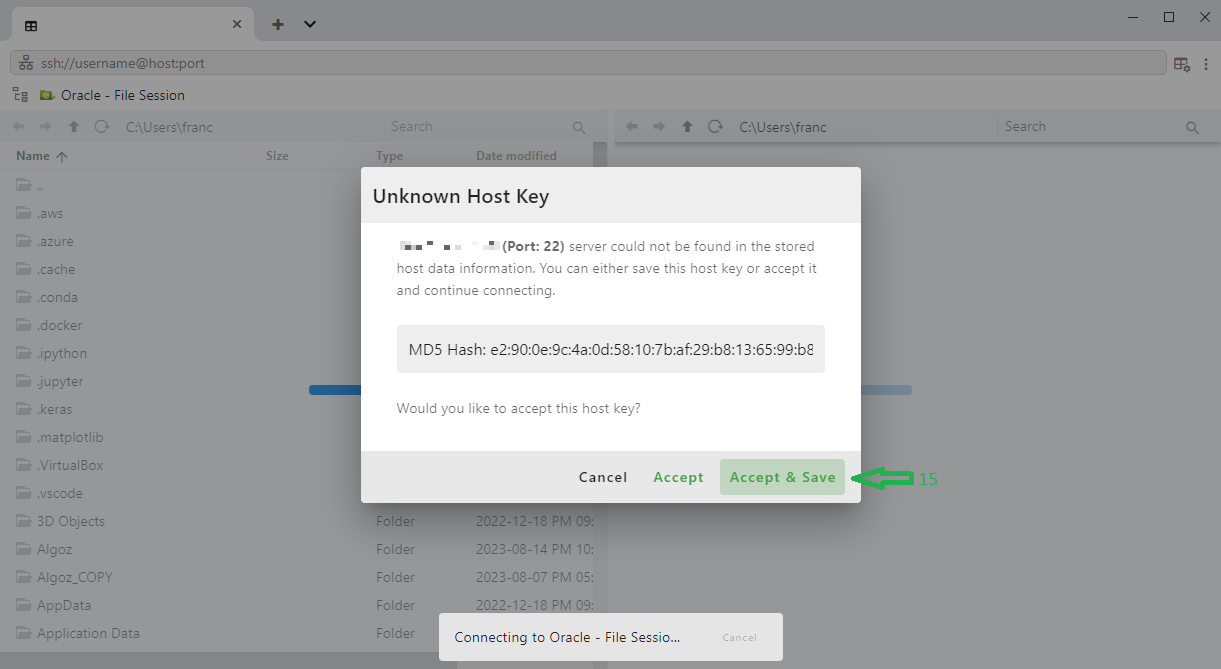 ssh://username@host:port
Oracle - File Session
C:\Users\franc
Search
C:\Users\franc
Search
Name Size Type Date modified
..
.aws
.azure
.cache
.conda
.docker
.ipython
.jupyter
.keras
.matplotlib
.VirtualBox
.vscode
3D Objects Folder 2022-12-18 PM 09:
Algoz Folder 2023-08-14 PM 10:
Algoz_COPY Folder 2023-08-07 PM 05:
AppData Folder 2022-12-18 PM 09:
Application Data Folder
Unknown Host Key
(Port: 22) server could not be found in the stored
host data information. You can either save this host key or accept it
and continue connecting.
MD5 Hash: e2:90:0e:9c:4a:0d:58:10:7b:af:29:b8:13:65:99:b8
Would you like to accept this host key?
Cancel Accept Accept & Save
15
Connecting to Oracle - File Sessio... Cancel